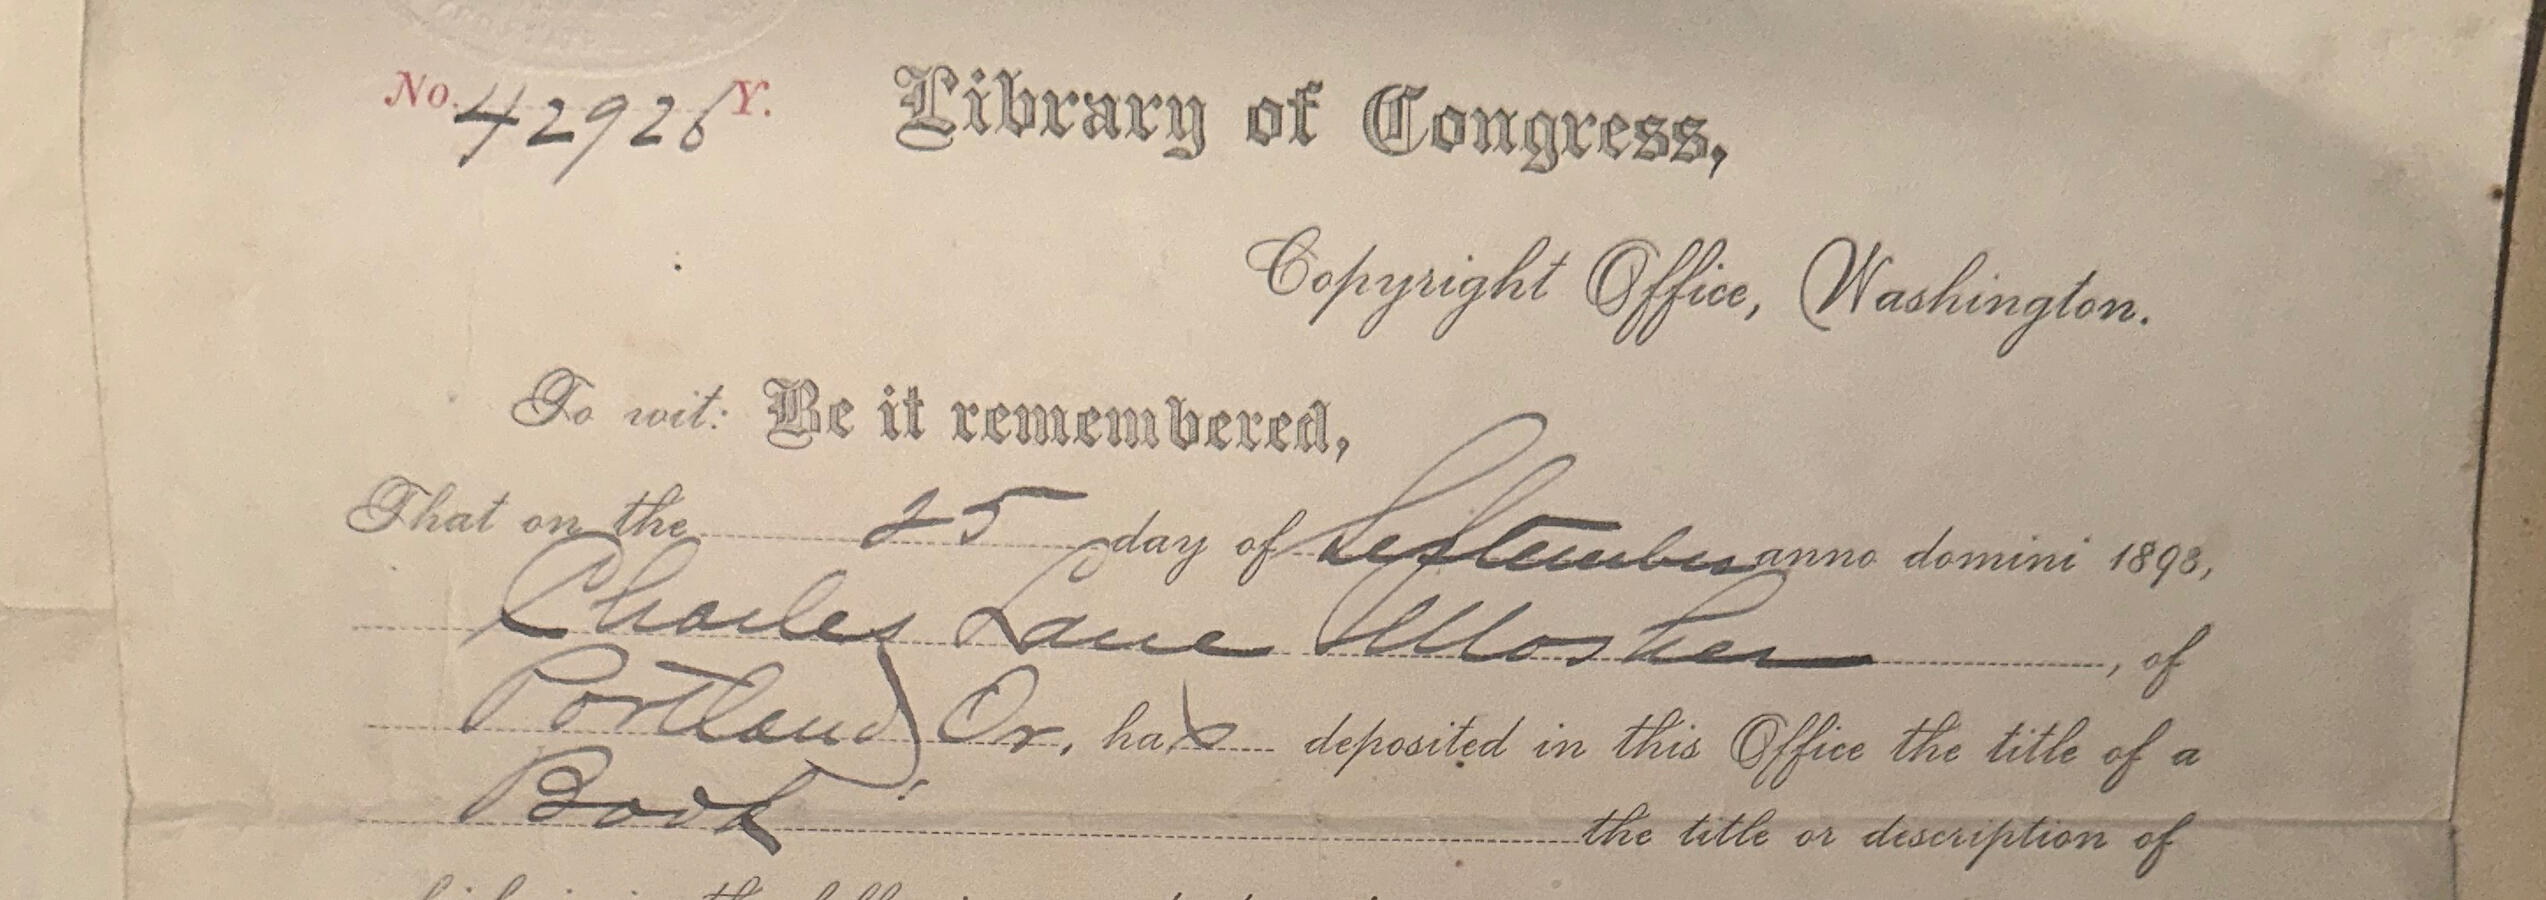 No. 42926 Y. Library of Congress,
Copyright Office, Washington.
To wit: Be it remembered,
That on the 25 day of September anno domini 1893,
Charles Lane Mosher, of
Portland, Or., has deposited in this Office the title of a
Book the title or description of